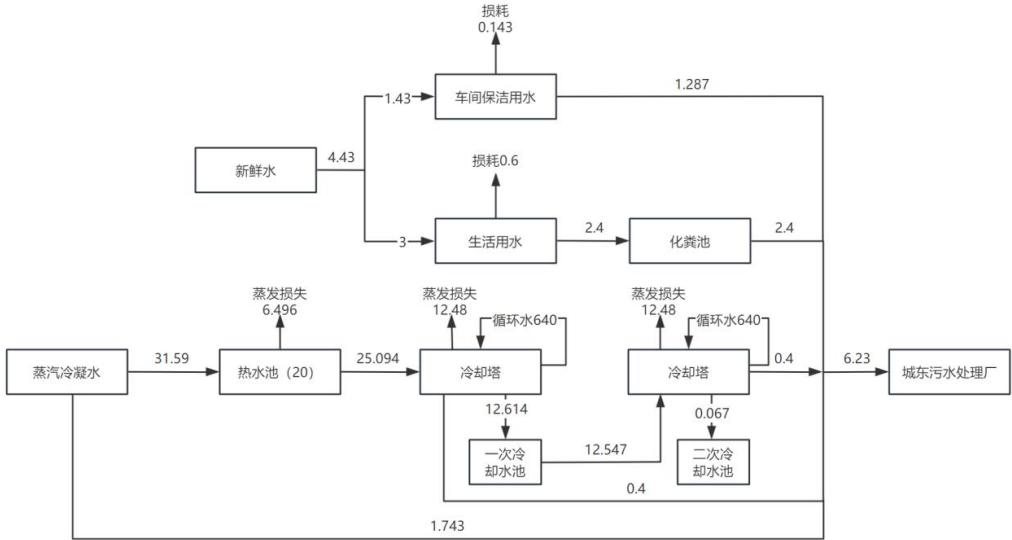 损耗
0.143
车间保洁用水
1.287
1.43
新鲜水
4.43
损耗0.6
3
生活用水
2.4
化粪池
2.4
蒸发损失
6.496
蒸发损失
12.48
循环水640
蒸发损失
12.48
循环水640
蒸汽冷凝水
31.59
热水池（20）
25.094
冷却塔
冷却塔
0.4
6.23
城东污水处理厂
12.614
0.067
一次冷
却水池
12.547
二次冷
却水池
0.4
1.743